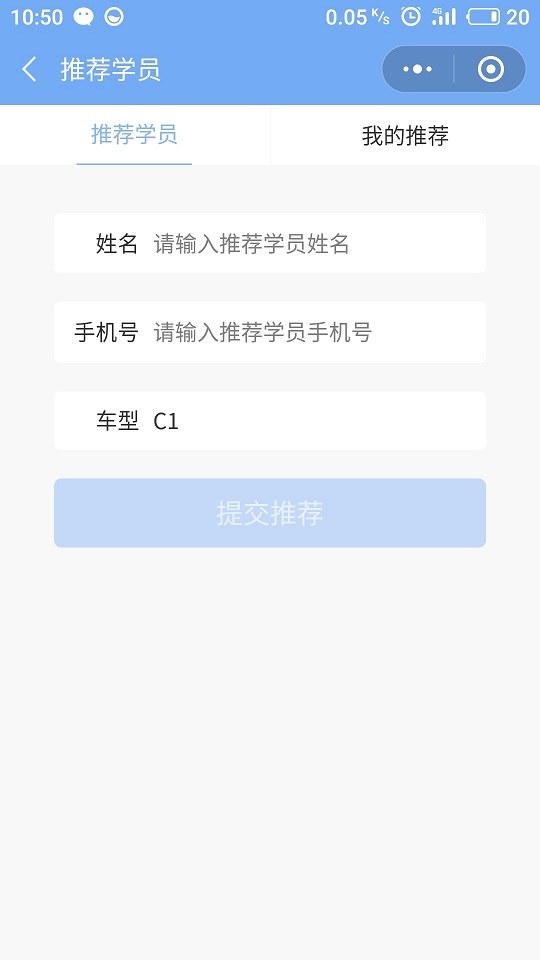 10:50 0.05 K/s 4G 20
推荐学员
推荐学员 我的推荐
姓名 请输入推荐学员姓名
手机号 请输入推荐学员手机号
车型 C1
提交推荐